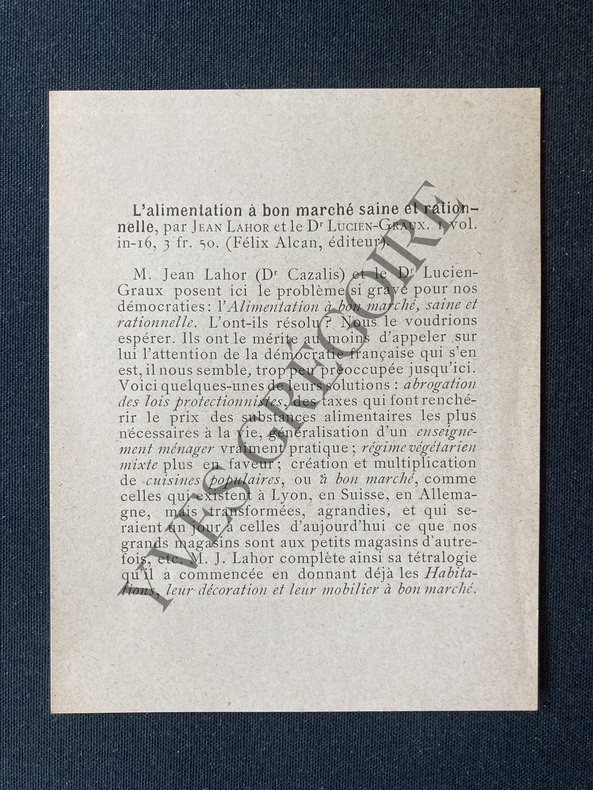 L'alimentation à bon marché saine et ration-
nelle, par JEAN LAHOR et le Dr LUCIEN-GRAUX. 1 vol.
in-16, 3 fr. 50. (Félix Alcan, éditeur).
M. Jean Lahor (Dr Cazalis) et le Dr Lucien-
Graux posent ici le problème si grave pour nos
démocraties : l'Alimentation à bon marché, saine et
rationnelle. L'ont-ils résolu ? Nous le voudrions
espérer. Ils ont le mérite au moins d'appeler sur
lui l'attention de la démocratie française qui s'en
est, il nous semble, trop peu préoccupée jusqu'ici.
Voici quelques-unes de leurs solutions : abrogation
des lois protectionnistes, des taxes qui font renché-
rir le prix des substances alimentaires les plus
nécessaires à la vie, généralisation d'un enseigne-
ment ménager vraiment pratique ; régime végétarien
mixte plus en faveur ; création et multiplication
de cuisines populaires, ou à bon marché, comme
celles qui existent à Lyon, en Suisse, en Allema-
gne, mais transformées, agrandies, et qui se-
raient un jour à celles d'aujourd'hui ce que nos
grands magasins sont aux petits magasins d'autre-
fois, etc. M. J. Lahor complète ainsi sa tétralogie
qu'il a commencée en donnant déjà les Habita-
tions, leur décoration et leur mobilier à bon marché.
YVES GRÉGOIRE